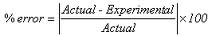 % error = |Actual - Experimental / Actual| × 100